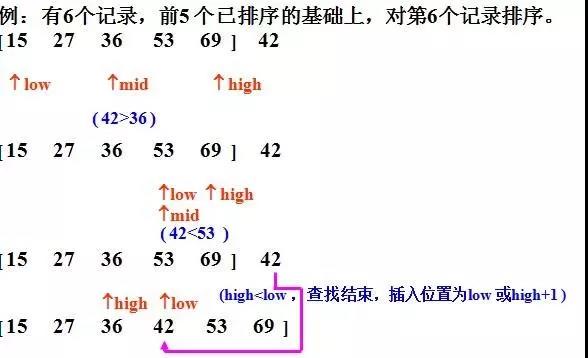 例：有6个记录，前5 个已排序的基础上，对第6个记录排序。
[ 15 27 36 53 69 ] 42
↑low ↑mid ↑high
( 42>36 )
[ 15 27 36 53 69 ] 42
↑low ↑high
↑mid
( 42<53 )
[ 15 27 36 53 69 ] 42
(high<low ，查找结束，插入位置为low 或high+1 )
↑high ↑low
[ 15 27 36 42 53 69 ]